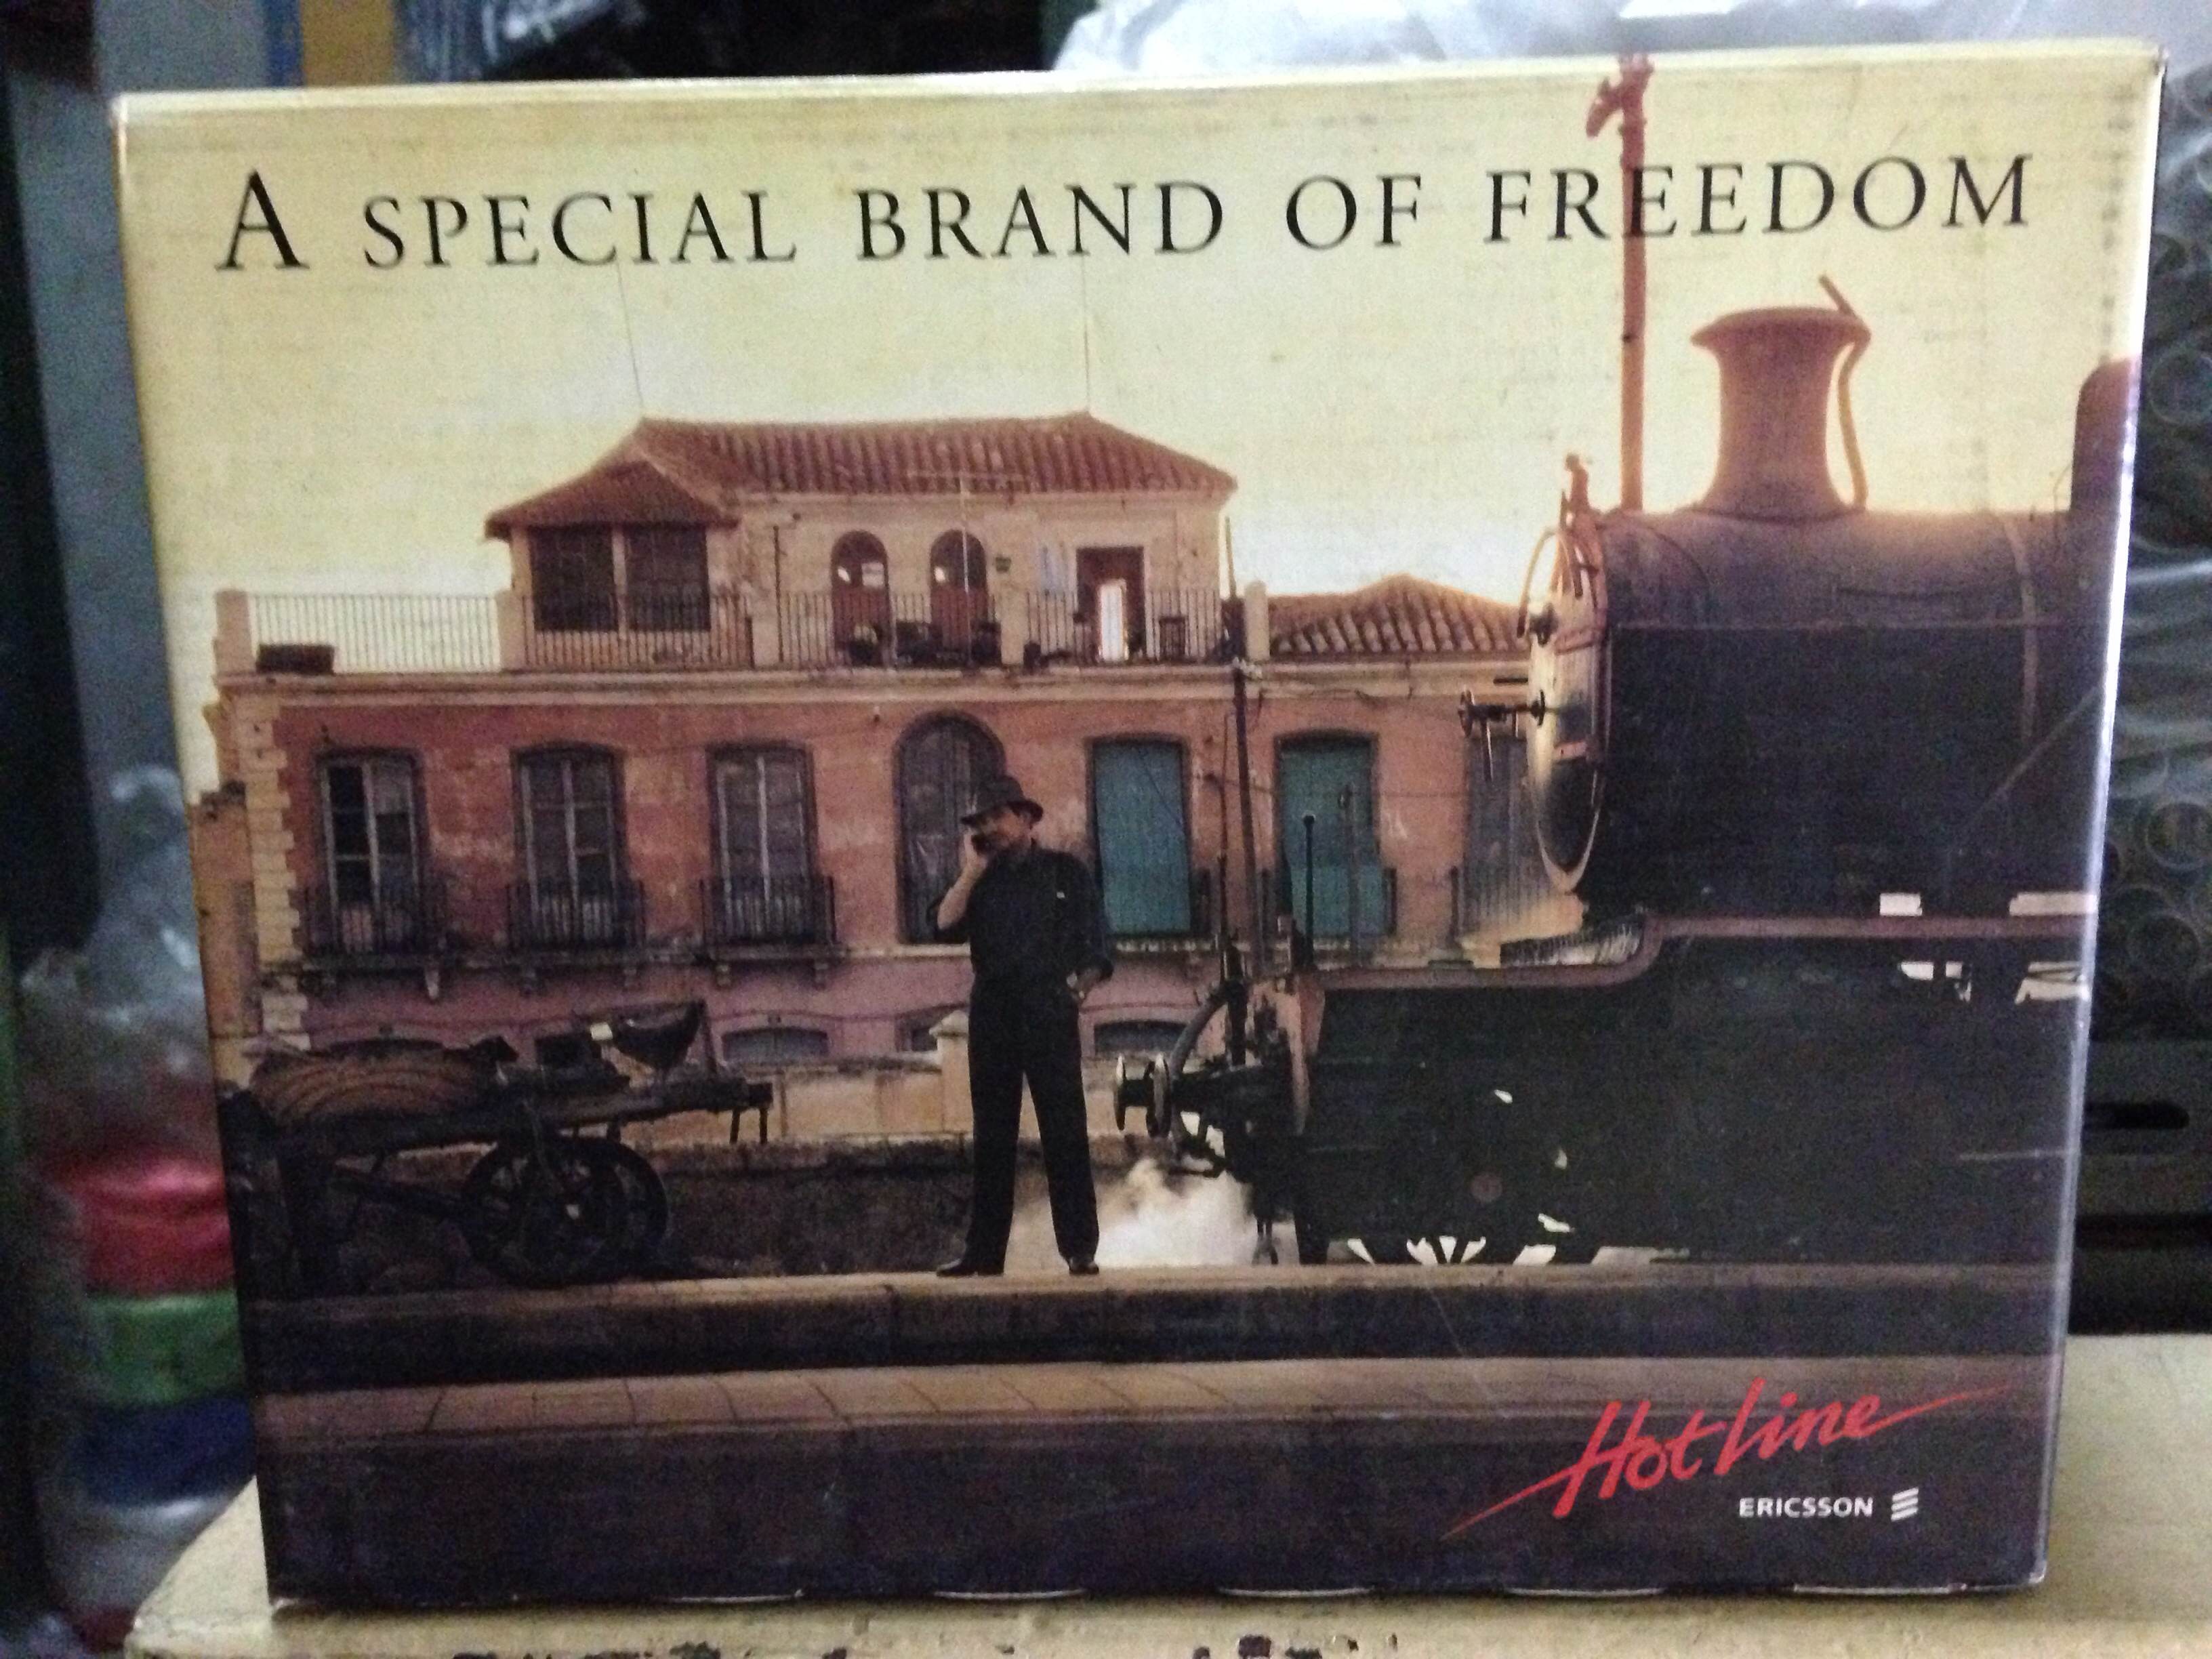 A SPECIAL BRAND OF FREEDOM
Hotline
ERICSSON